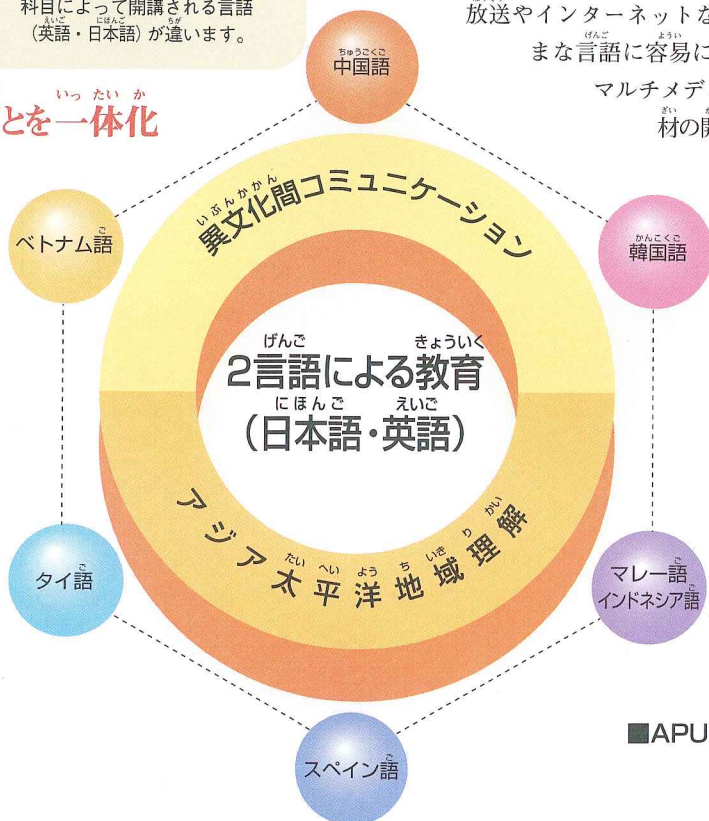 科目によって開講される言語
(英語・日本語)が違います。
とを一体化
放送やインターネットな
まな言語に容易に
マルチメデ
材の開
中国語
ベトナム語
韓国語
異文化間コミュニケーション
2言語による教育
(日本語・英語)
アジア太平洋地域理解
タイ語
マレー語
インドネシア語
スペイン語
■APU